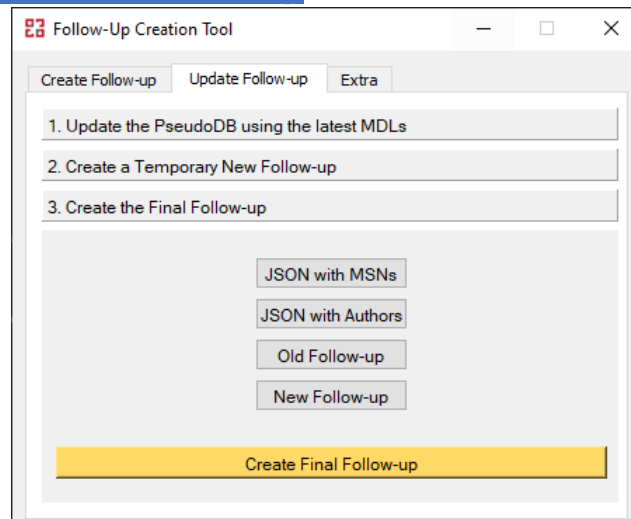 Follow-Up Creation Tool
Create Follow-up Update Follow-up Extra
1. Update the PseudoDB using the latest MDLs
2. Create a Temporary New Follow-up
3. Create the Final Follow-up
JSON with MSNs
JSON with Authors
Old Follow-up
New Follow-up
Create Final Follow-up